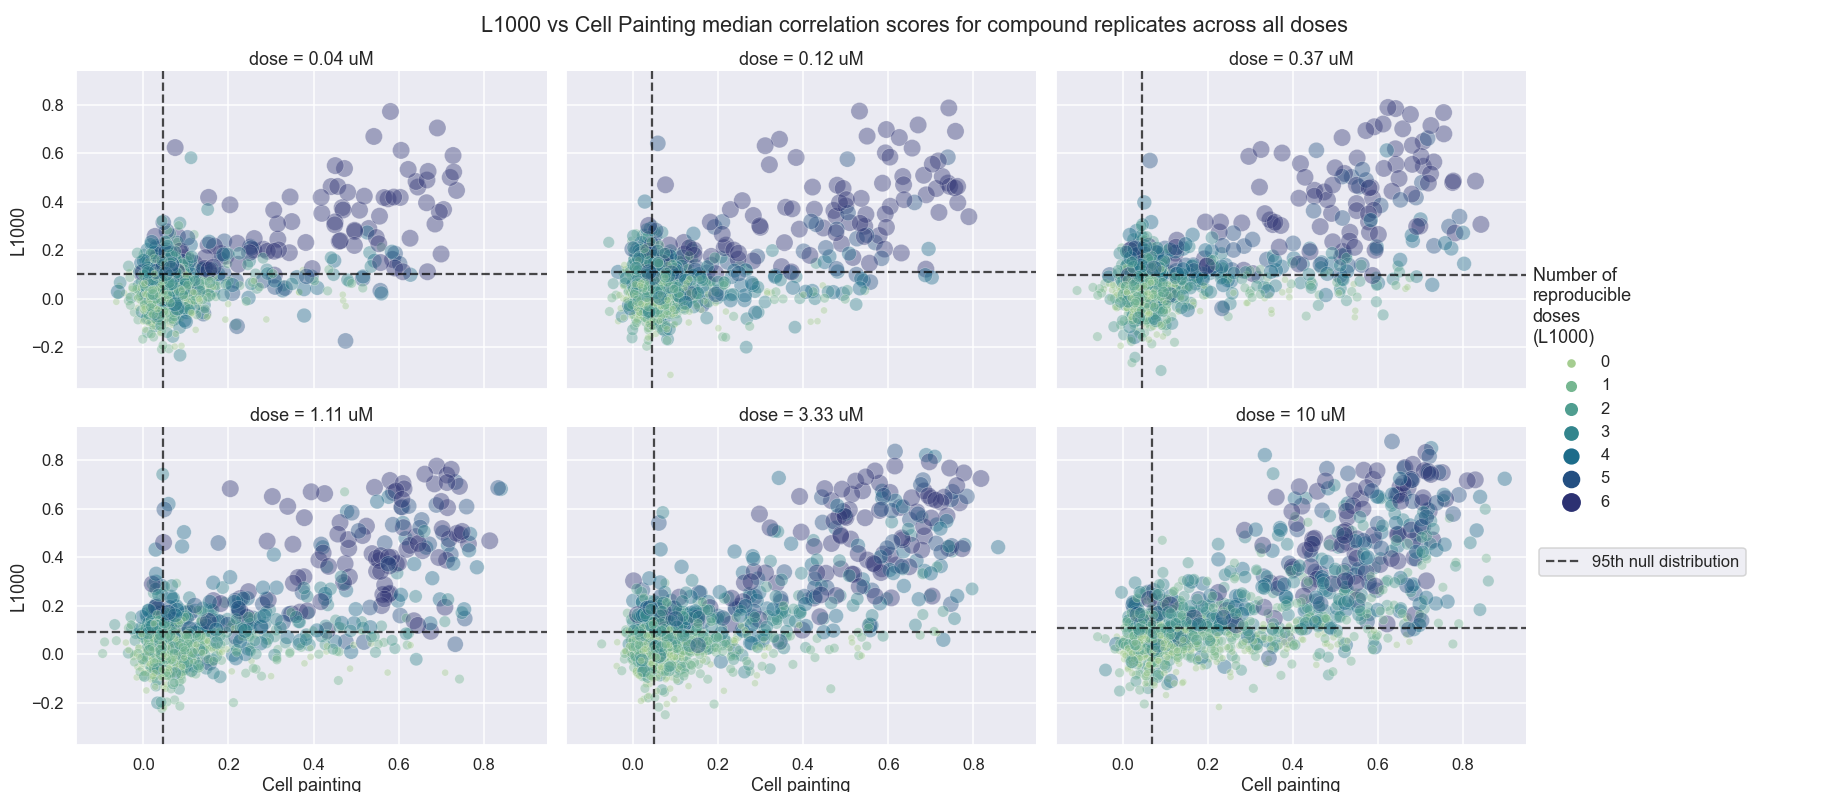 L1000 vs Cell Painting median correlation scores for compound replicates across all doses
dose = 0.04 uM
dose = 0.12 uM
dose = 0.37 uM
L1000
0.8
0.6
0.4
0.2
0.0
−0.2
dose = 1.11 uM
dose = 3.33 uM
dose = 10 uM
L1000
0.8
0.6
0.4
0.2
0.0
−0.2
0.0 0.2 0.4 0.6 0.8
0.0 0.2 0.4 0.6 0.8
0.0 0.2 0.4 0.6 0.8
Cell painting
Cell painting
Cell painting
Number of
reproducible
doses
(L1000)
0
1
2
3
4
5
6
95th null distribution